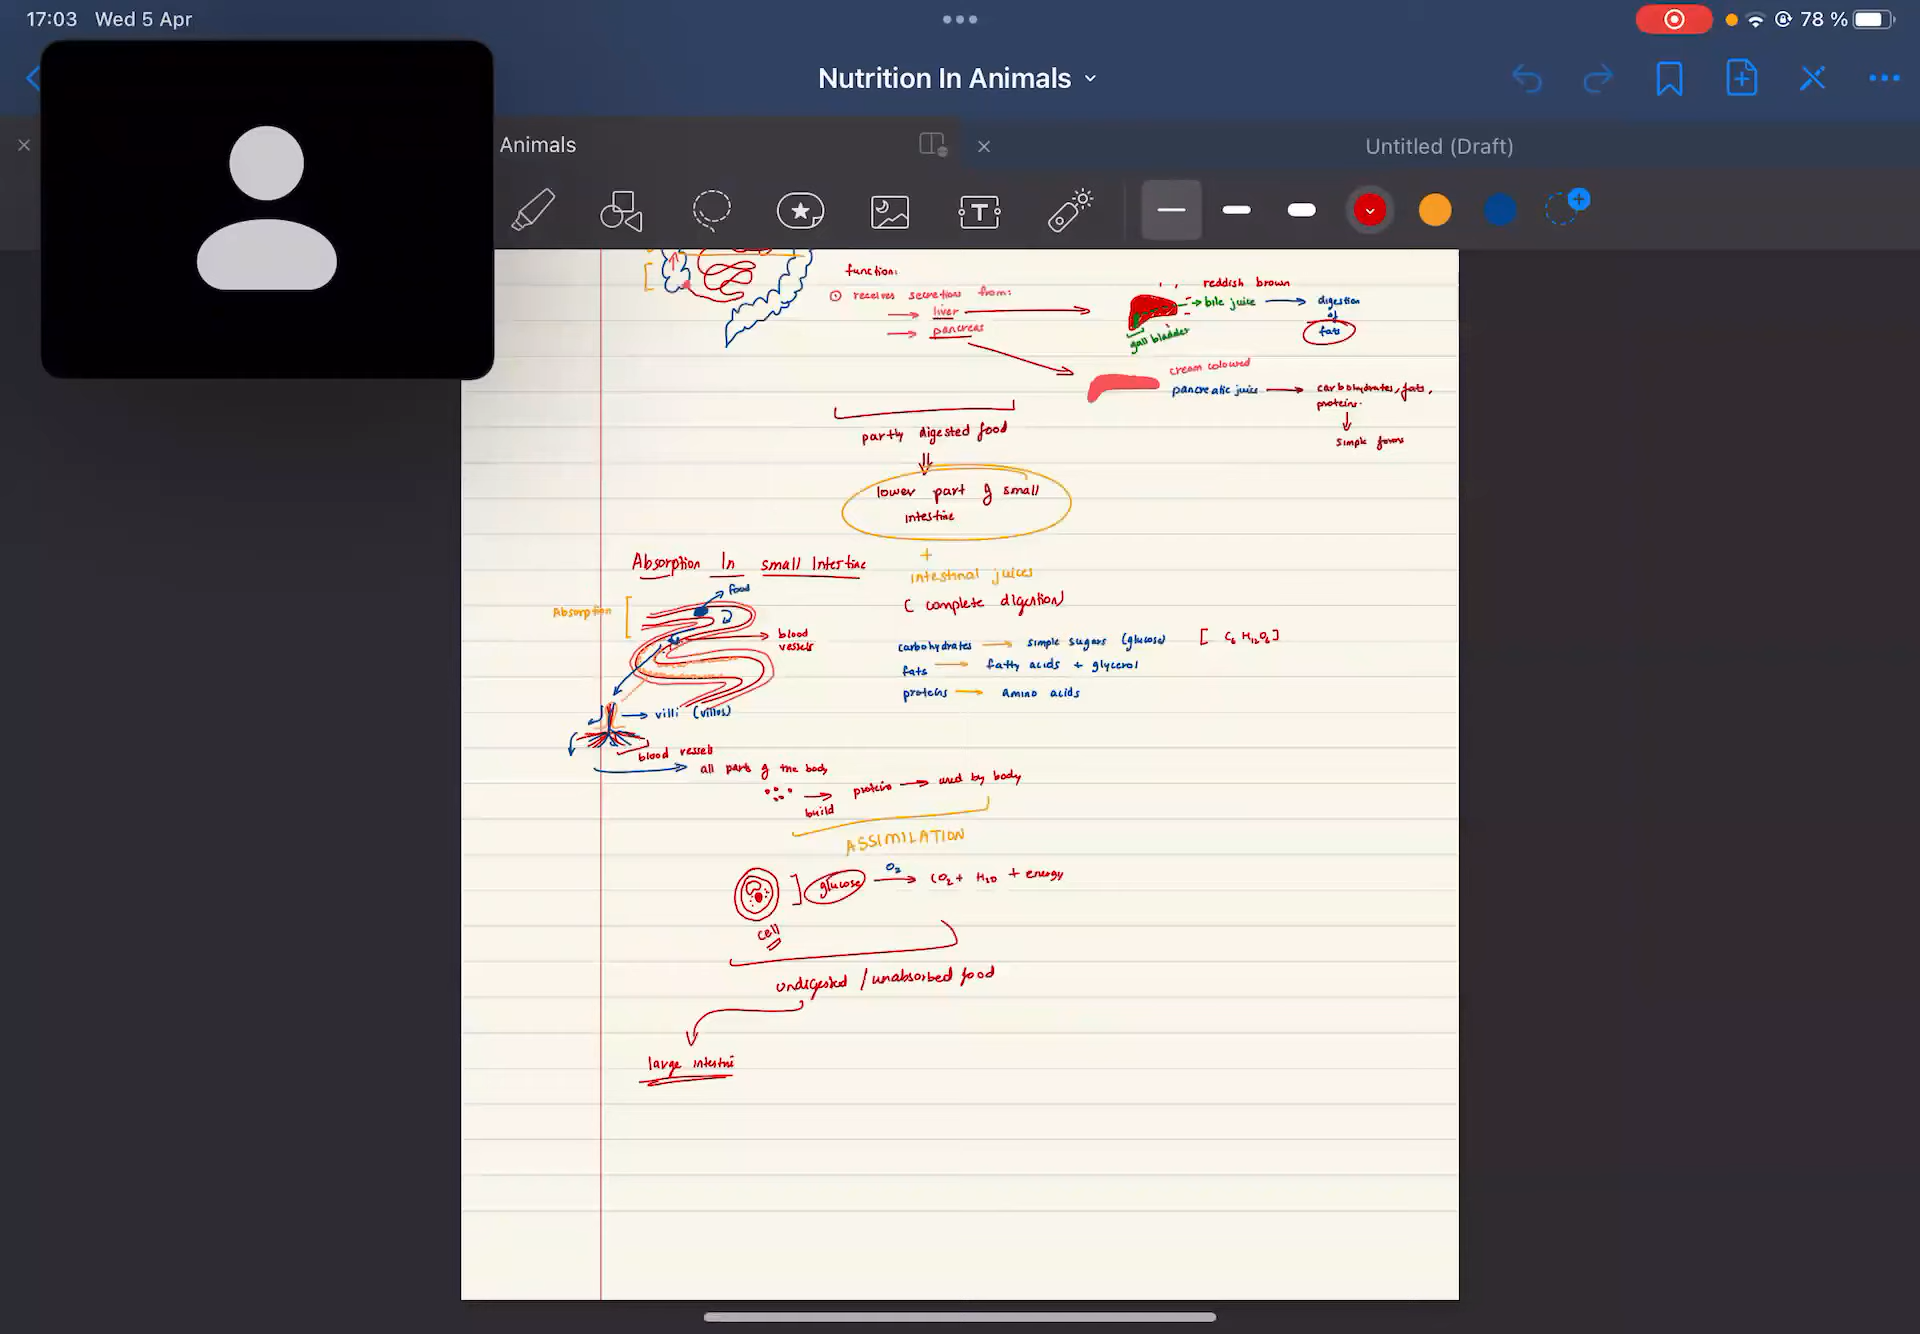 17:03 Wed 5 Apr
78 %
Nutrition In Animals
Animals
Untitled (Draft)
T
function:
① receives secretions from:
→ liver
→ pancreas
reddish brown
→ bile juice → digestion
of
fats
gall bladder
cream coloured
pancreatic juice → carbohydrates, fats,
proteins.
simple forms
partly digested food
lower part of small
intestine
+
intestinal juices
( complete digestion)
carbohydrates → simple sugars (glucose) [ C6 H12O6]
fats → fatty acids + glycerol
proteins → amino acids
Absorption In small Intestine
food
Absorption
blood
vessels
villi (villus)
blood vessels
all parts of the body
→ protein → used by body
build
ASSIMILATION
] glucose O2 → CO2 + H2O + energy
cell
undigested / unabsorbed food
large intestine